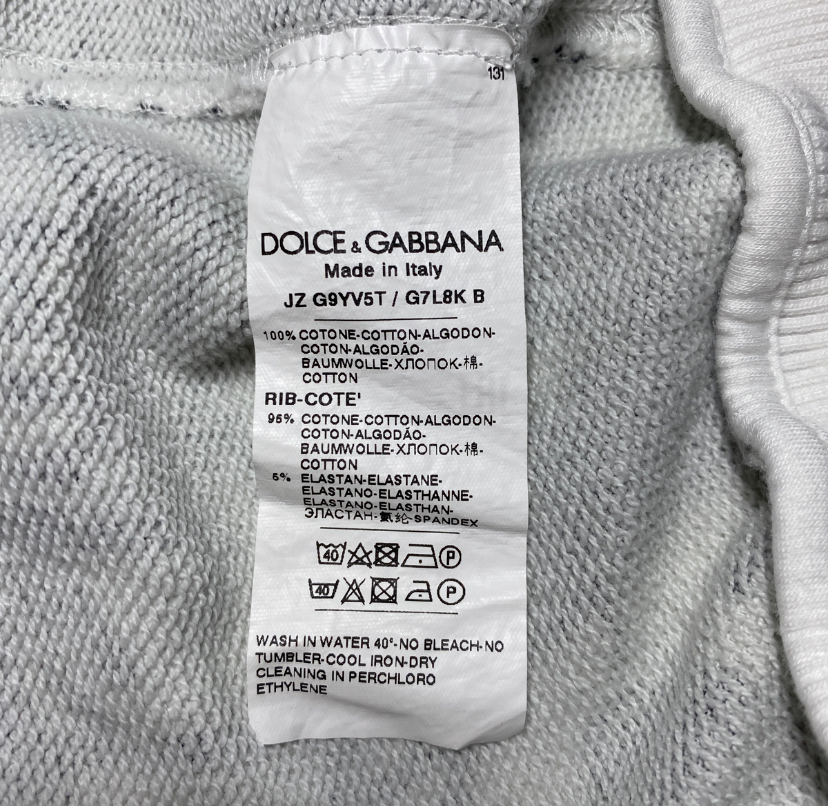 131
DOLCE & GABBANA
Made in Italy
JZ G9YV5T / G7L8K B
100% COTONE-COTTON-ALGODON-
COTON-ALGODÃO-
BAUMWOLLE-ХЛОПОК-棉-
COTTON
RIB-COTE'
95% COTONE-COTTON-ALGODON-
COTON-ALGODÃO-
BAUMWOLLE-ХЛОПОК-棉-
COTTON
5% ELASTAN-ELASTANE-
ELASTANO-ELASTHANNE-
ELASTANO-ELASTHAN-
ЭЛАСТАН-氨纶-SPANDEX
40 P
40 P
WASH IN WATER 40°-NO BLEACH-NO
TUMBLER-COOL IRON-DRY
CLEANING IN PERCHLORO
ETHYLENE